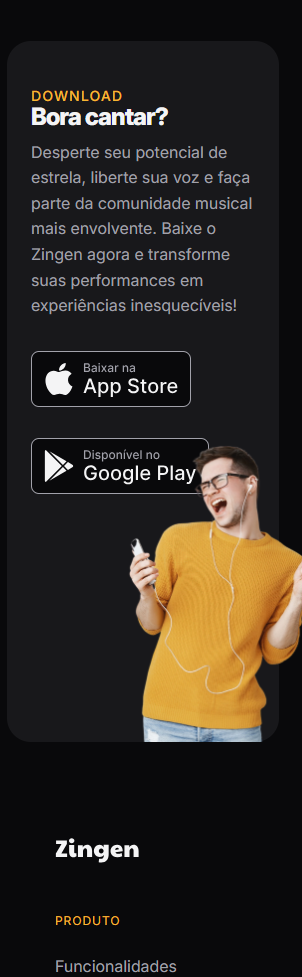 DOWNLOAD
Bora cantar?
Desperte seu potencial de
estrela, liberte sua voz e faça
parte da comunidade musical
mais envolvente. Baixe o
Zingen agora e transforme
suas performances em
experiências inesquecíveis!
Baixar na
App Store
Disponível no
Google Play
Zingen
PRODUTO
Funcionalidades